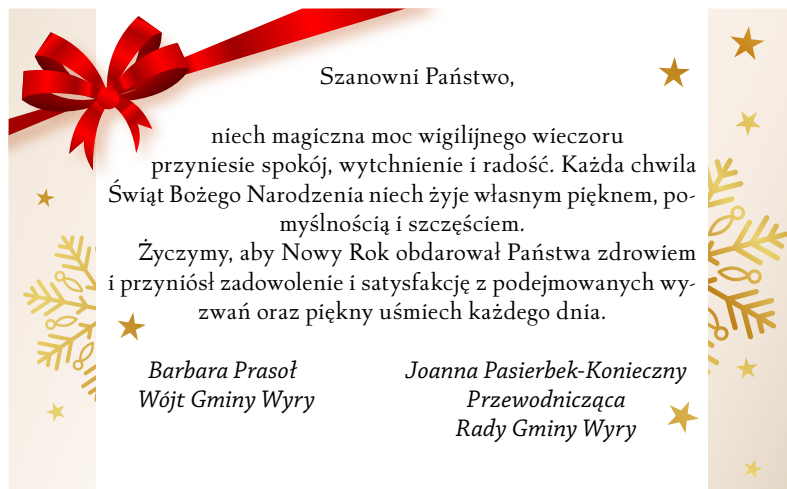 Szanowni Państwo,
niech magiczna moc wigilijnego wieczoru
przyniesie spokój, wytchnienie i radość. Każda chwila
Świąt Bożego Narodzenia niech żyje własnym pięknem, po-
myślnością i szczęściem.
Życzymy, aby Nowy Rok obdarował Państwa zdrowiem
i przyniósł zadowolenie i satysfakcję z podejmowanych wy-
zwań oraz piękny uśmiech każdego dnia.
Barbara Prasoł
Wójt Gminy Wyry
Joanna Pasierbek-Konieczny
Przewodnicząca
Rady Gminy Wyry